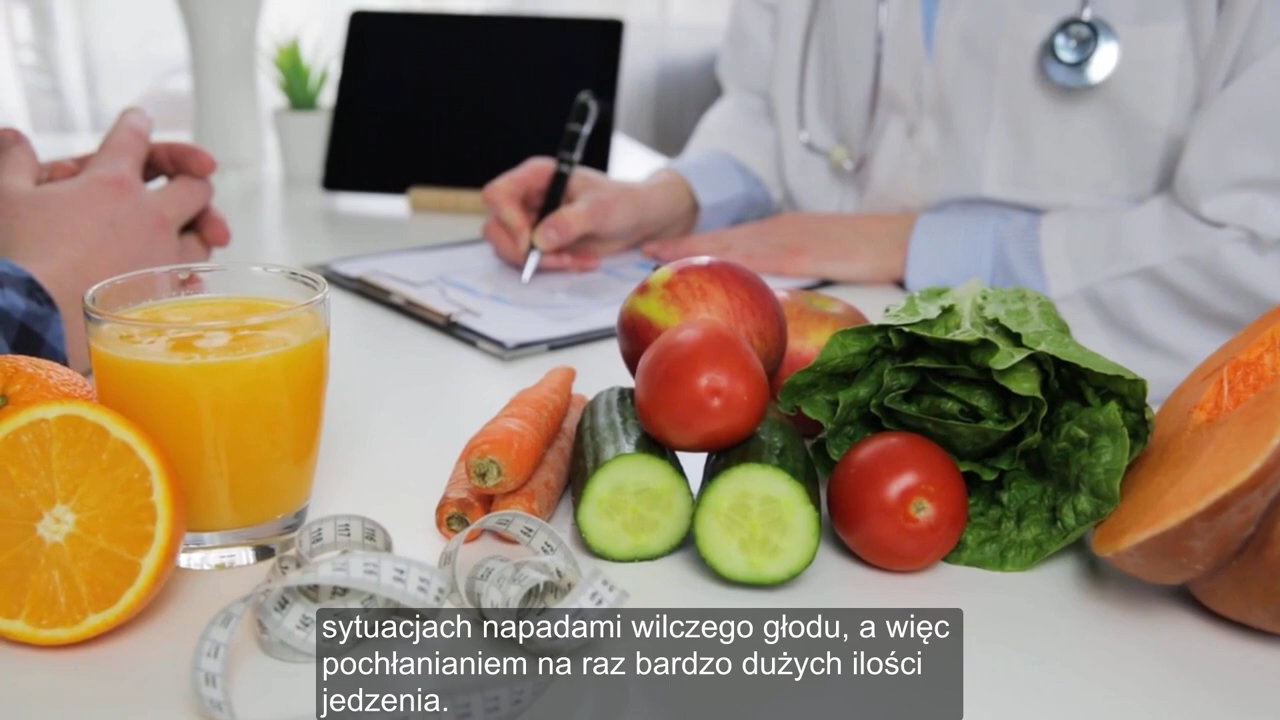 sytuacjach napadami wilczego głodu, a więc
pochłanianiem na raz bardzo dużych ilości
jedzenia.